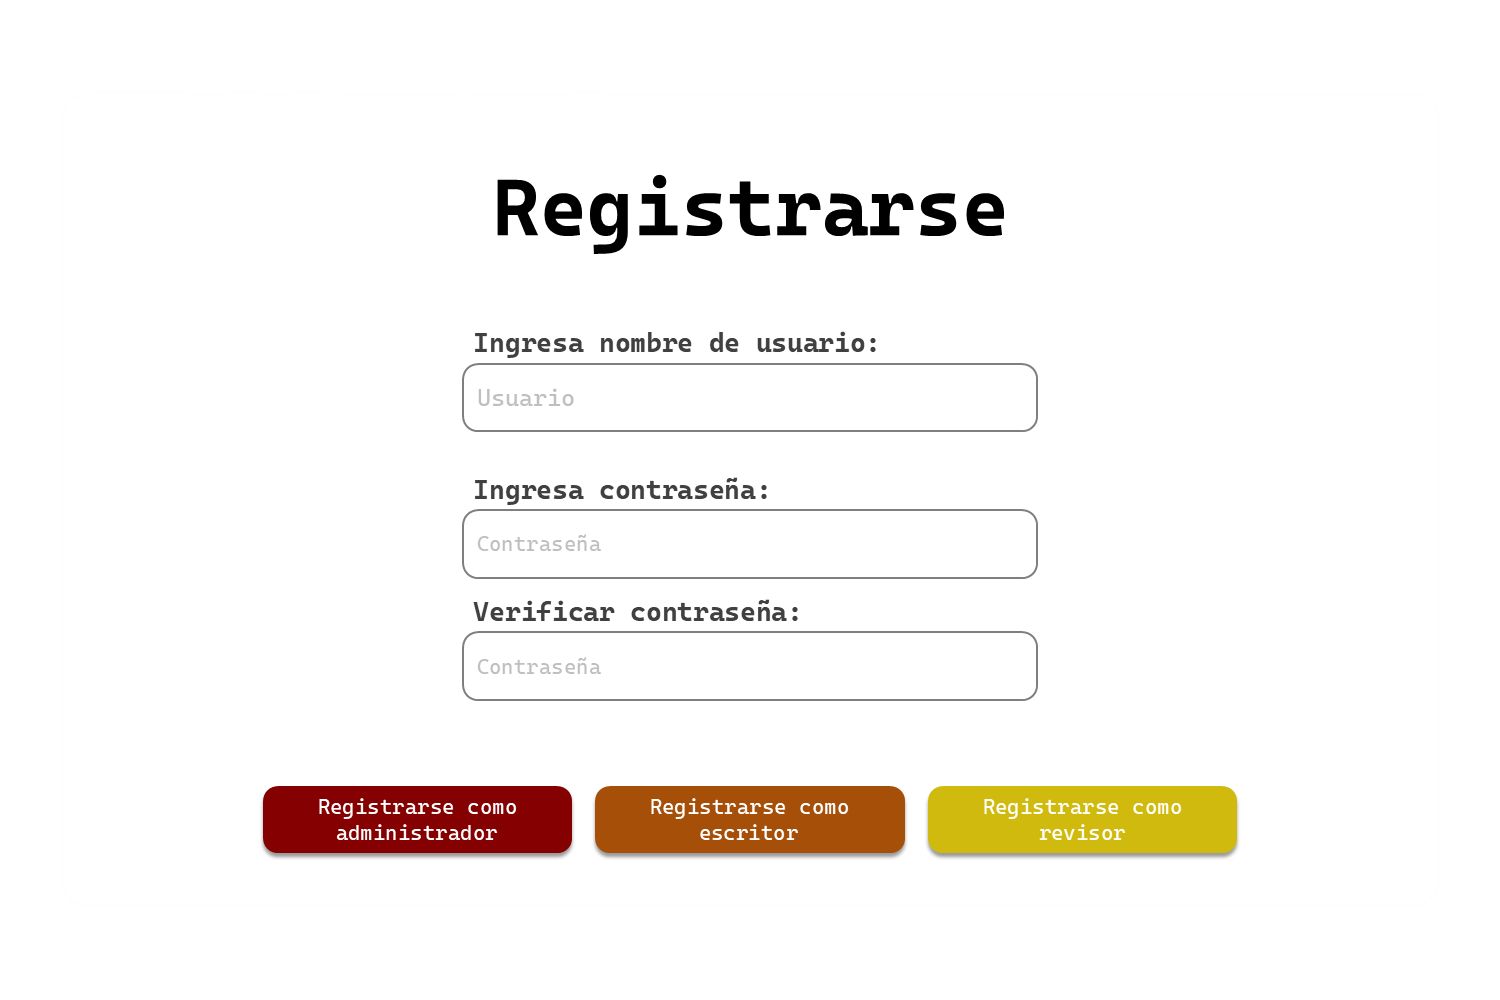 Registrarse
Ingresa nombre de usuario:
Usuario
Ingresa contraseña:
Contraseña
Verificar contraseña:
Contraseña
Registrarse como
administrador
Registrarse como
escritor
Registrarse como
revisor